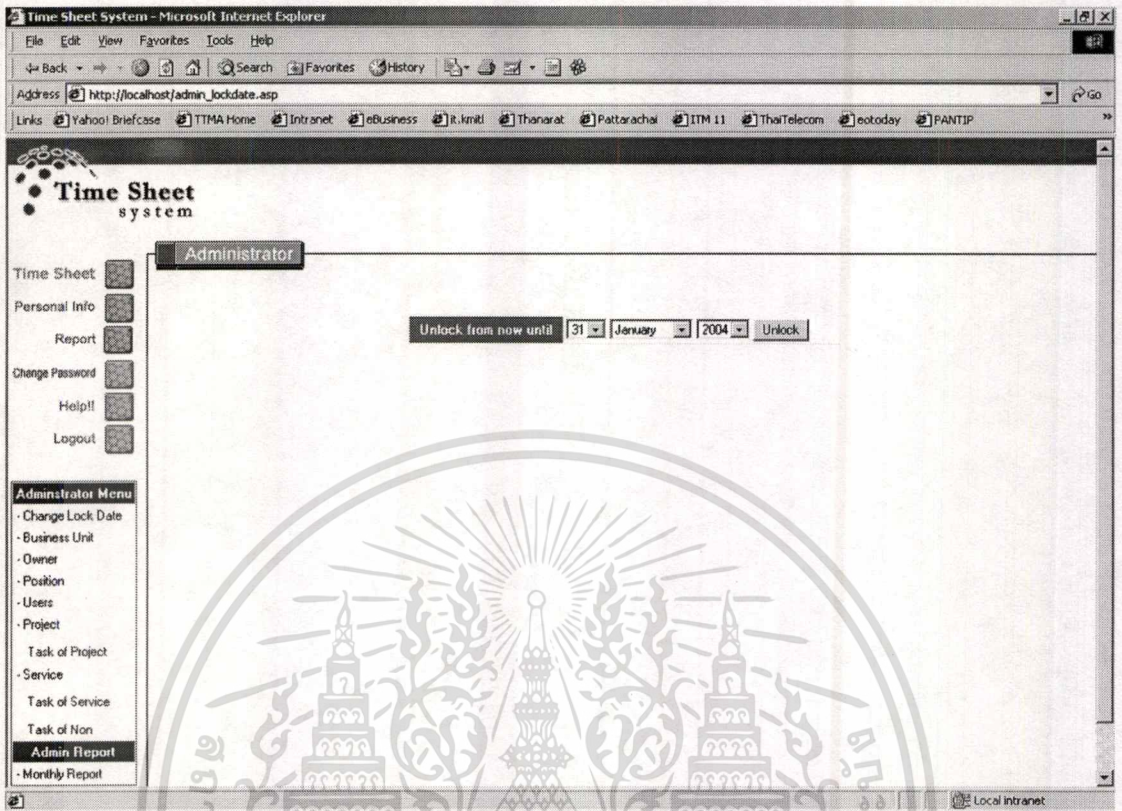 Time Sheet System - Microsoft Internet Explorer
File Edit View Favorites Tools Help
Back Search Favorites History
Address http://localhost/admin_lockdate.asp Go
Links Yahoo! Briefcase TTMA Home Intranet eBusiness it.kmitl Thanarat Pattarachai ITM 11 ThaiTelecom eotoday PANTIP
Time Sheet
system
Administrator
Time Sheet
Personal Info
Report
Change Password
Help!!
Logout
Unlock from now until 31 January 2004 Unlock
Adminstrator Menu
· Change Lock Date
· Business Unit
· Owner
· Position
· Users
· Project
Task of Project
· Service
Task of Service
Task of Non
Admin Report
· Monthly Report
Local intranet